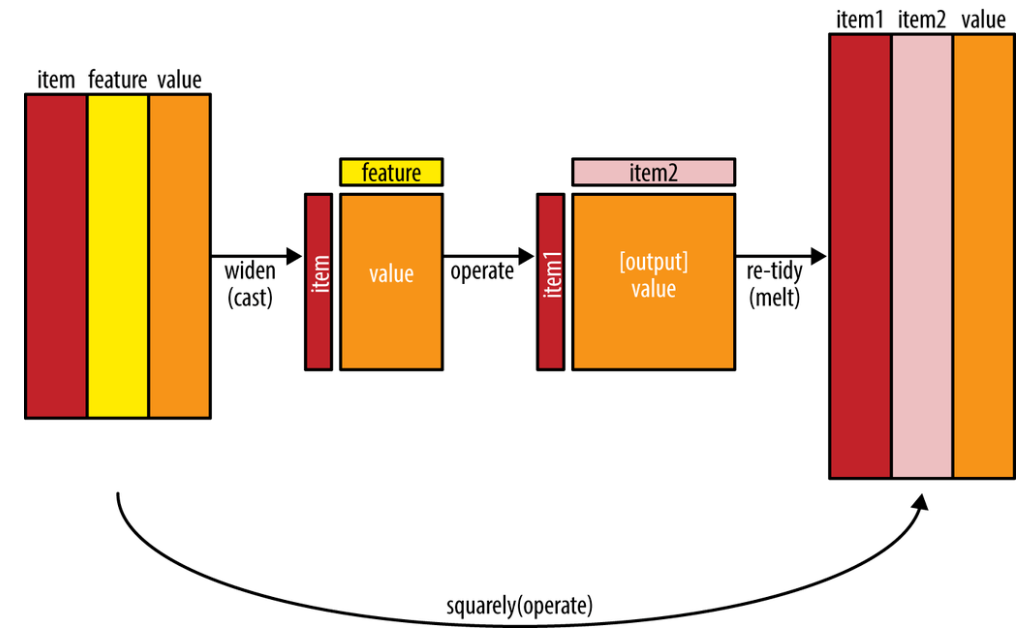 item feature value
widen
(cast)
feature
item
value
operate
item2
item1
[output]
value
re-tidy
(melt)
item1 item2 value
squarely(operate)